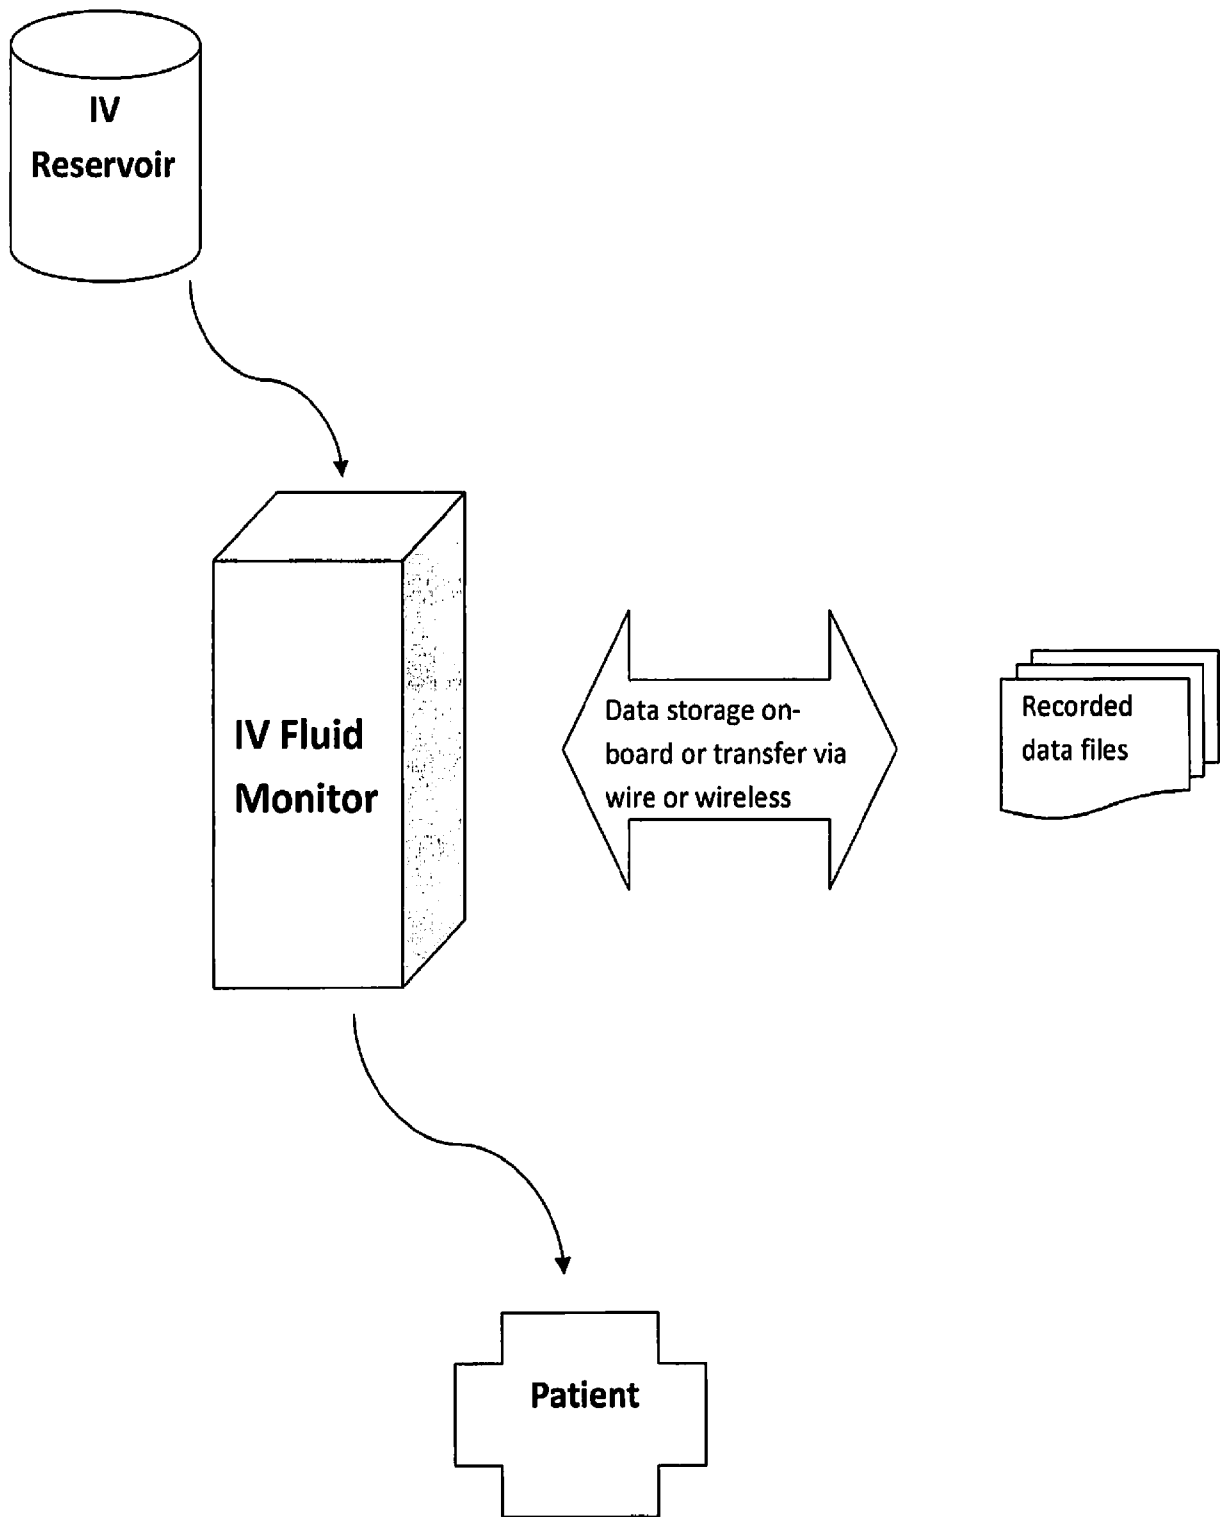 IV
Reservoir
IV Fluid
Monitor
Data storage on-
board or transfer via
wire or wireless
Recorded
data files
Patient